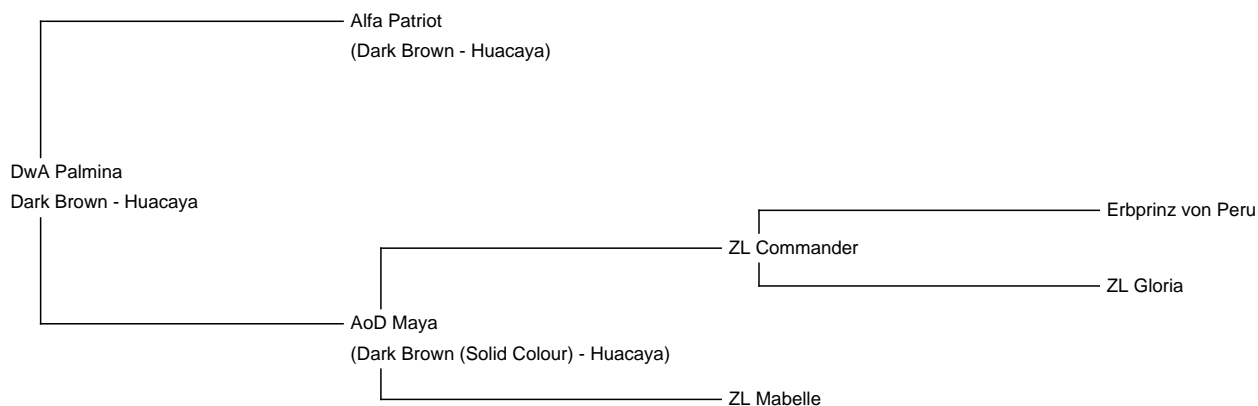 Alfa Patriot
(Dark Brown - Huacaya)
DwA Palmina
Dark Brown - Huacaya
Erbprinz von Peru
ZL Commander
ZL Gloria
AoD Maya
(Dark Brown (Solid Colour) - Huacaya)
ZL Mabelle